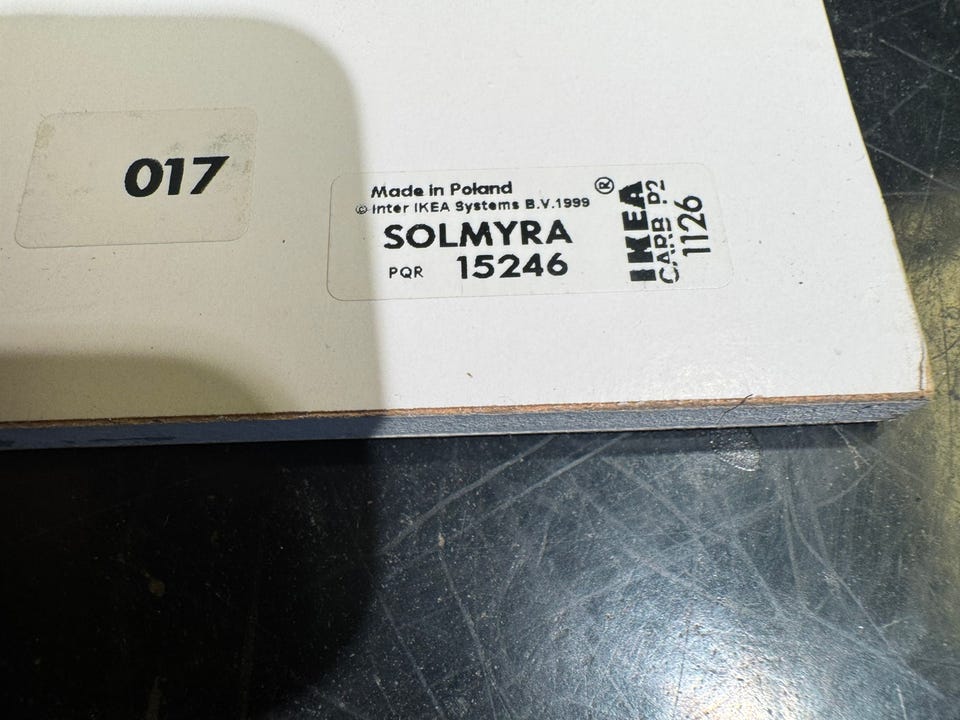 017
Made in Poland
© Inter IKEA Systems B.V.1999
SOLMYRA
PQR 15246
IKEA®
CARB P2
1126